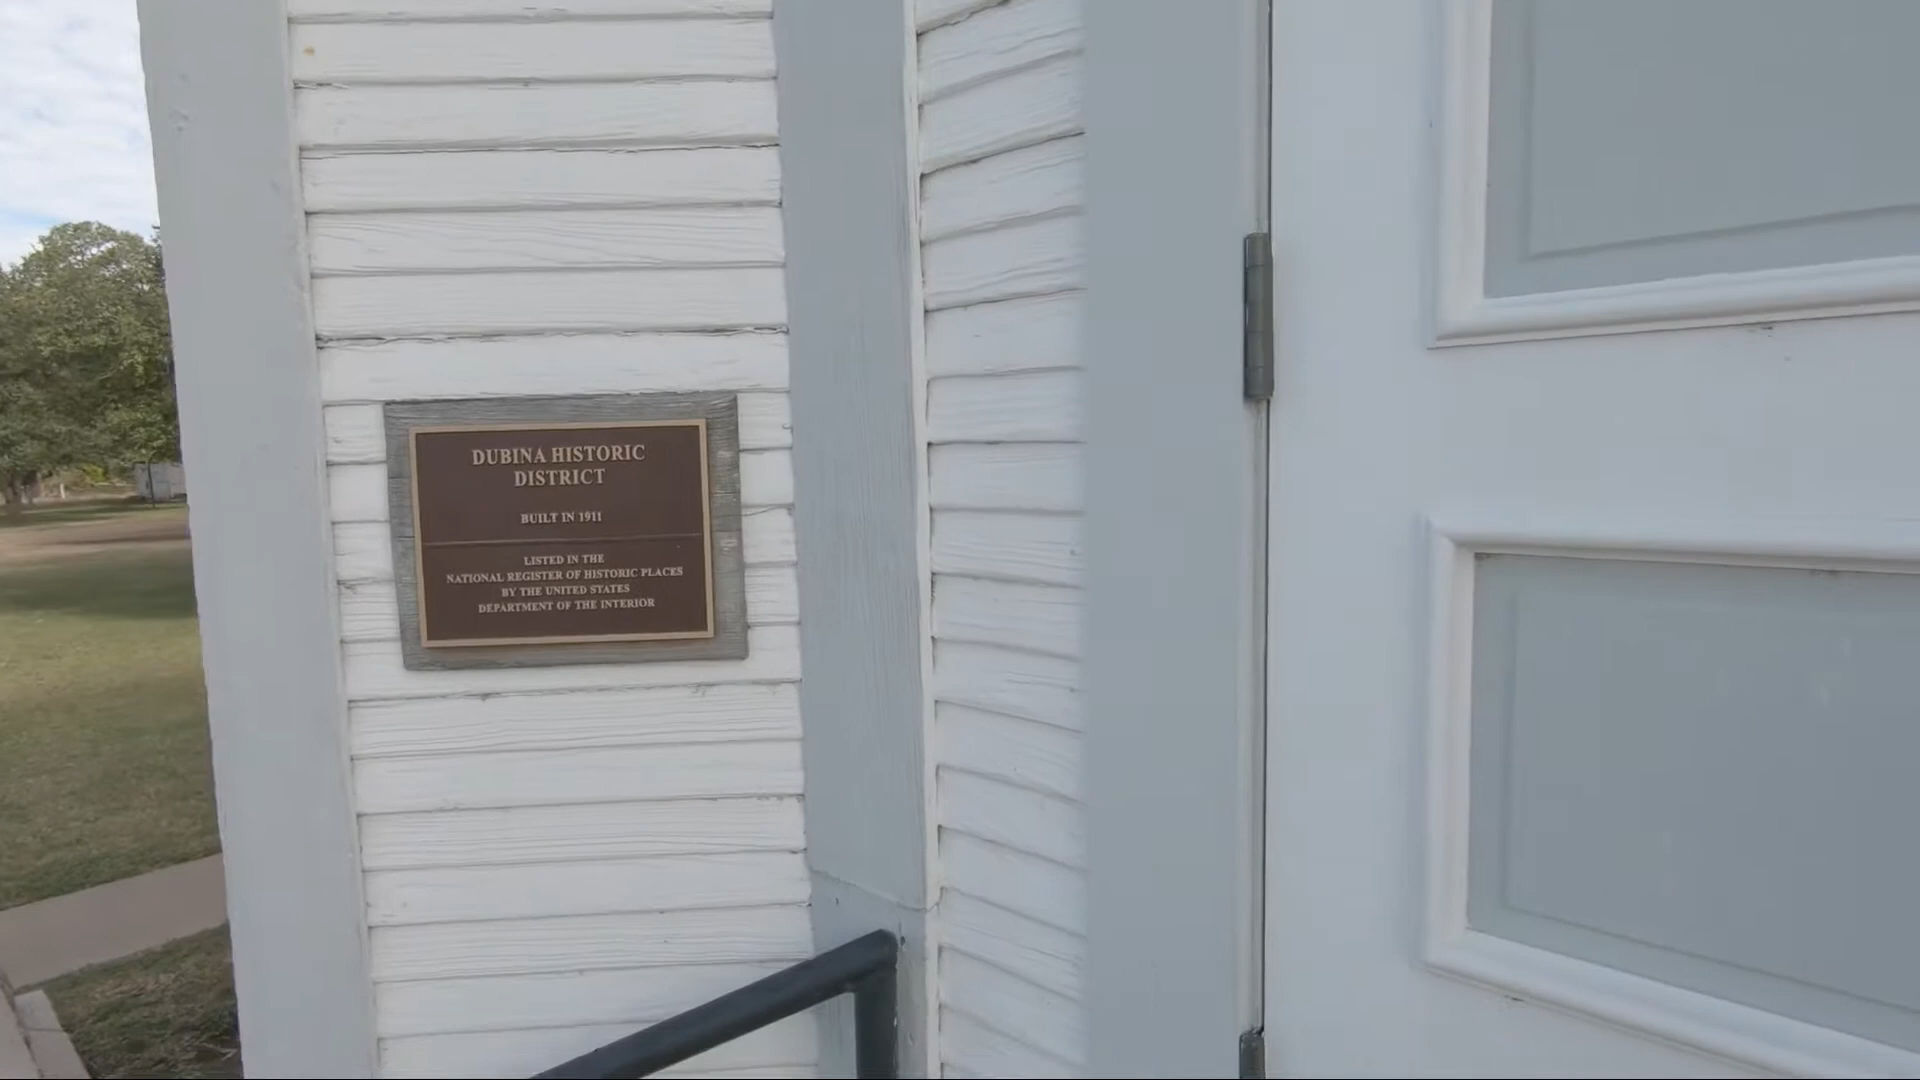 DUBINA HISTORIC
DISTRICT
BUILT IN 1911
LISTED IN THE
NATIONAL REGISTER OF HISTORIC PLACES
BY THE UNITED STATES
DEPARTMENT OF THE INTERIOR